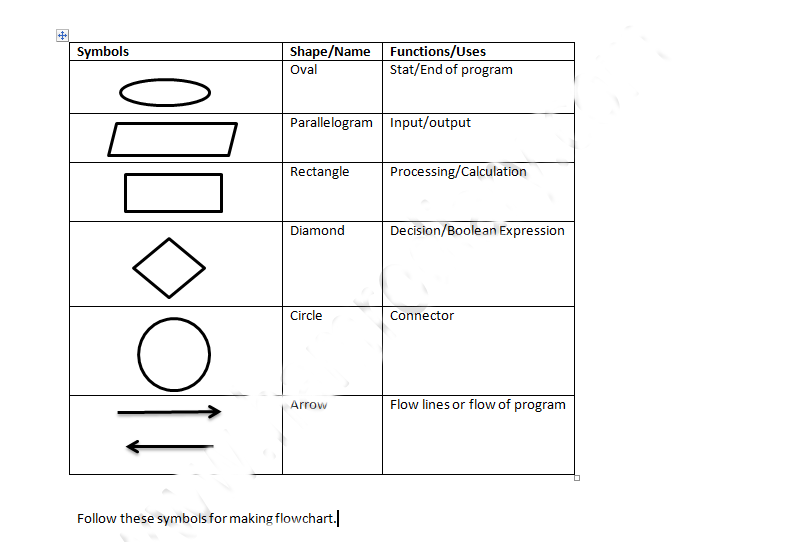 Symbols Shape/Name Functions/Uses
Oval Stat/End of program
Parallelogram Input/output
Rectangle Processing/Calculation
Diamond Decision/Boolean Expression
Circle Connector
Arrow Flow lines or flow of program
Follow these symbols for making flowchart.